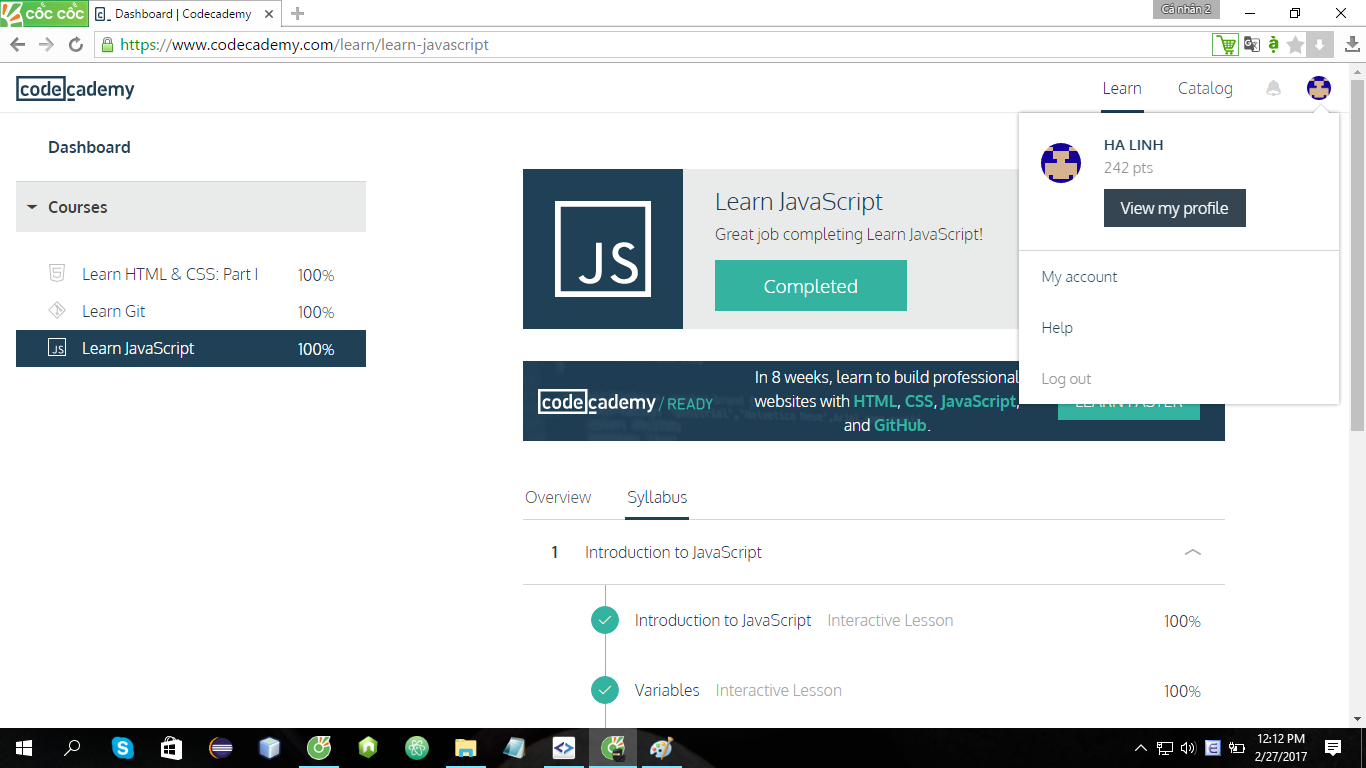 cốc cốc
Dashboard | Codecademy
Cá nhân 2
https://www.codecademy.com/learn/learn-javascript
codecademy
Learn
Catalog
HA LINH
242 pts
View my profile
My account
Help
Log out
Dashboard
Courses
Learn HTML & CSS: Part I 100%
Learn Git 100%
JS Learn JavaScript 100%
JS
Learn JavaScript
Great job completing Learn JavaScript!
Completed
codecademy / READY
In 8 weeks, learn to build professional
websites with HTML, CSS, JavaScript,
and GitHub.
LEARN FASTER
Overview Syllabus
1 Introduction to JavaScript
Introduction to JavaScript Interactive Lesson 100%
Variables Interactive Lesson 100%
12:12 PM
2/27/2017